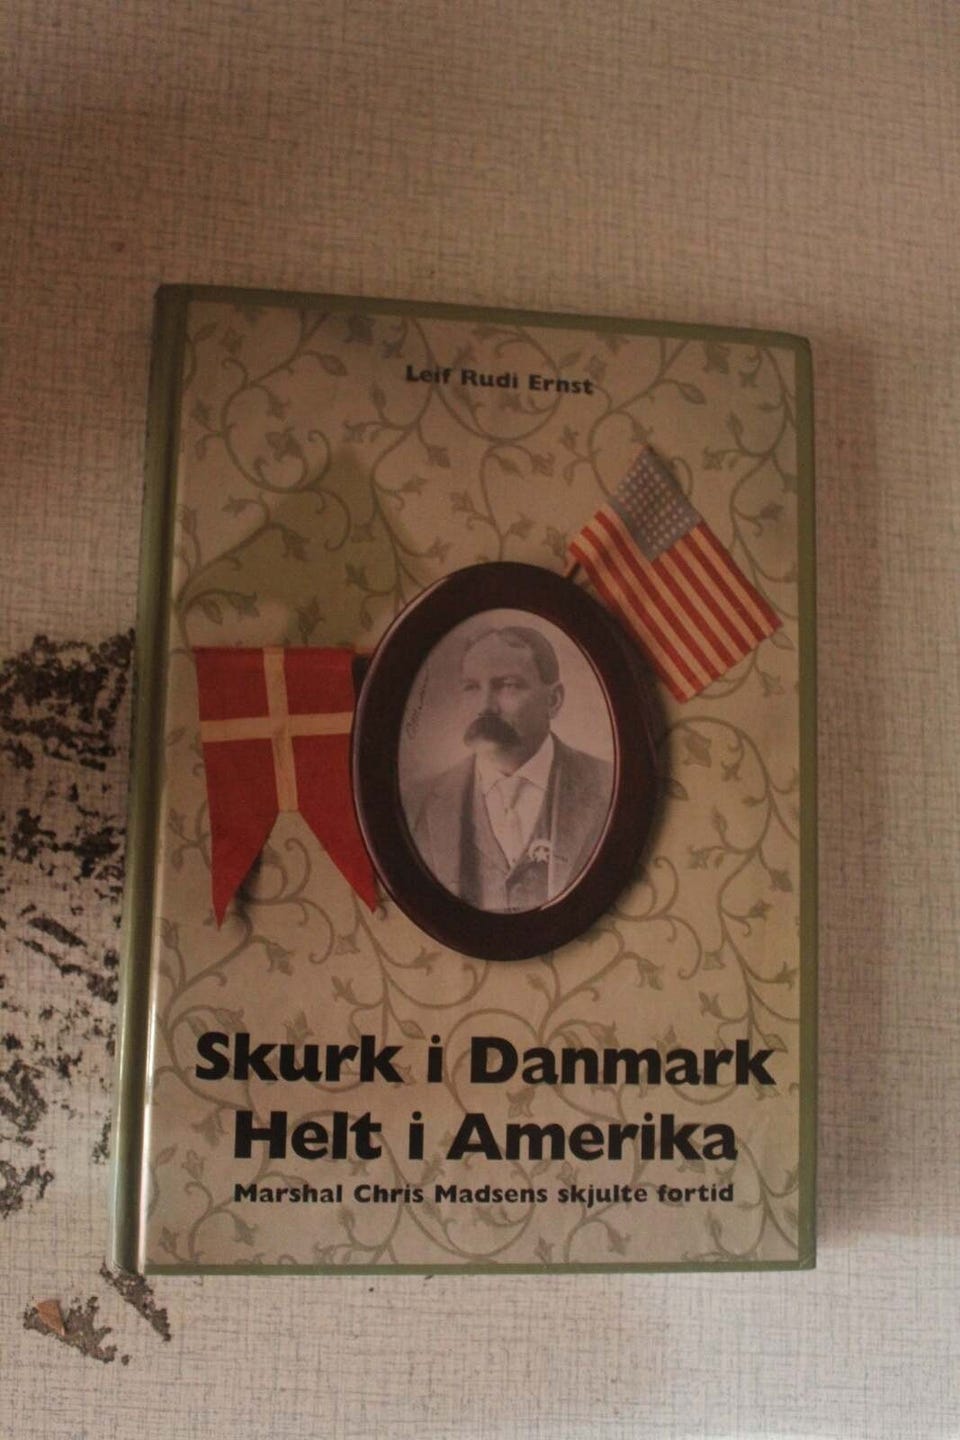 Leif Rudi Ernst
Skurk i Danmark
Helt i Amerika
Marshal Chris Madsens skjulte fortid